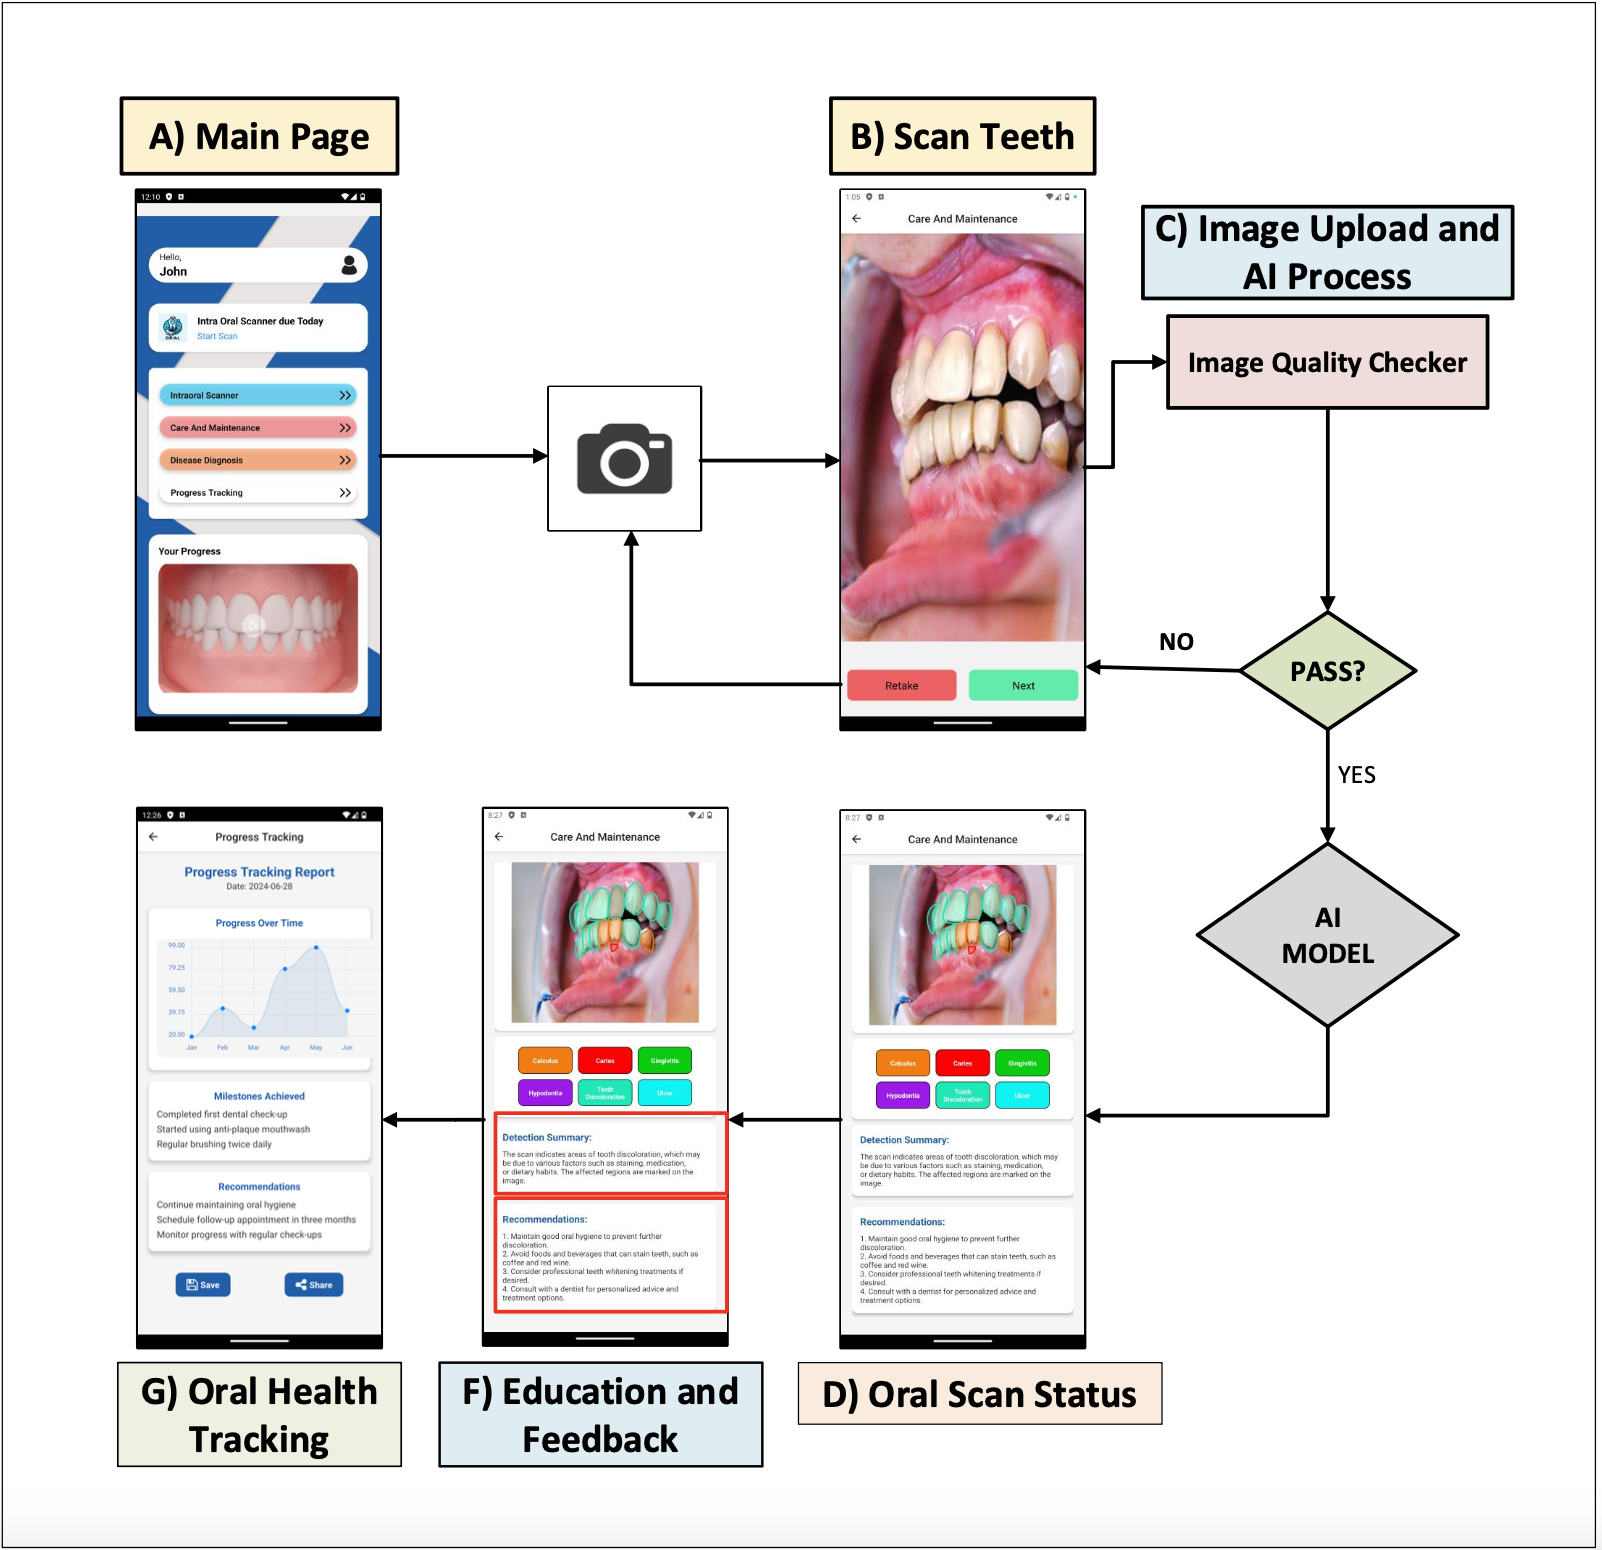 A) Main Page
12:10
Hello,
John
Intra Oral Scanner due Today
Start Scan
ORAL
Intraoral Scanner
Care And Maintenance
Disease Diagnosis
Progress Tracking
Your Progress
B) Scan Teeth
1:05
Care And Maintenance
Retake
Next
C) Image Upload and
AI Process
Image Quality Checker
PASS?
NO
YES
AI
MODEL
8:27
Care And Maintenance
Calculus
Caries
Gingivitis
Hypodontia
Tooth
Discoloration
Ulcer
Detection Summary:
The scan indicates areas of tooth discoloration, which may
be due to various factors such as staining, medication,
or dietary habits. The affected regions are marked on the
image.
Recommendations:
1. Maintain good oral hygiene to prevent further
discoloration.
2. Avoid foods and beverages that can stain teeth, such as
coffee and red wine.
3. Consider professional teeth whitening treatments if
desired.
4. Consult with a dentist for personalized advice and
treatment options.
D) Oral Scan Status
8:27
Care And Maintenance
Calculus
Caries
Gingivitis
Hypodontia
Tooth
Discoloration
Ulcer
Detection Summary:
The scan indicates areas of tooth discoloration, which may
be due to various factors such as staining, medication,
or dietary habits. The affected regions are marked on the
image.
Recommendations:
1. Maintain good oral hygiene to prevent further
discoloration.
2. Avoid foods and beverages that can stain teeth, such as
coffee and red wine.
3. Consider professional teeth whitening treatments if
desired.
4. Consult with a dentist for personalized advice and
treatment options.
F) Education and
Feedback
12:26
Progress Tracking
Progress Tracking Report
Date: 2024-06-28
Progress Over Time
99.00
79.25
59.50
39.75
20.00
Jan Feb Mar Apr May Jun
Milestones Achieved
Completed first dental check-up
Started using anti-plaque mouthwash
Regular brushing twice daily
Recommendations
Continue maintaining oral hygiene
Schedule follow-up appointment in three months
Monitor progress with regular check-ups
Save
Share
G) Oral Health
Tracking